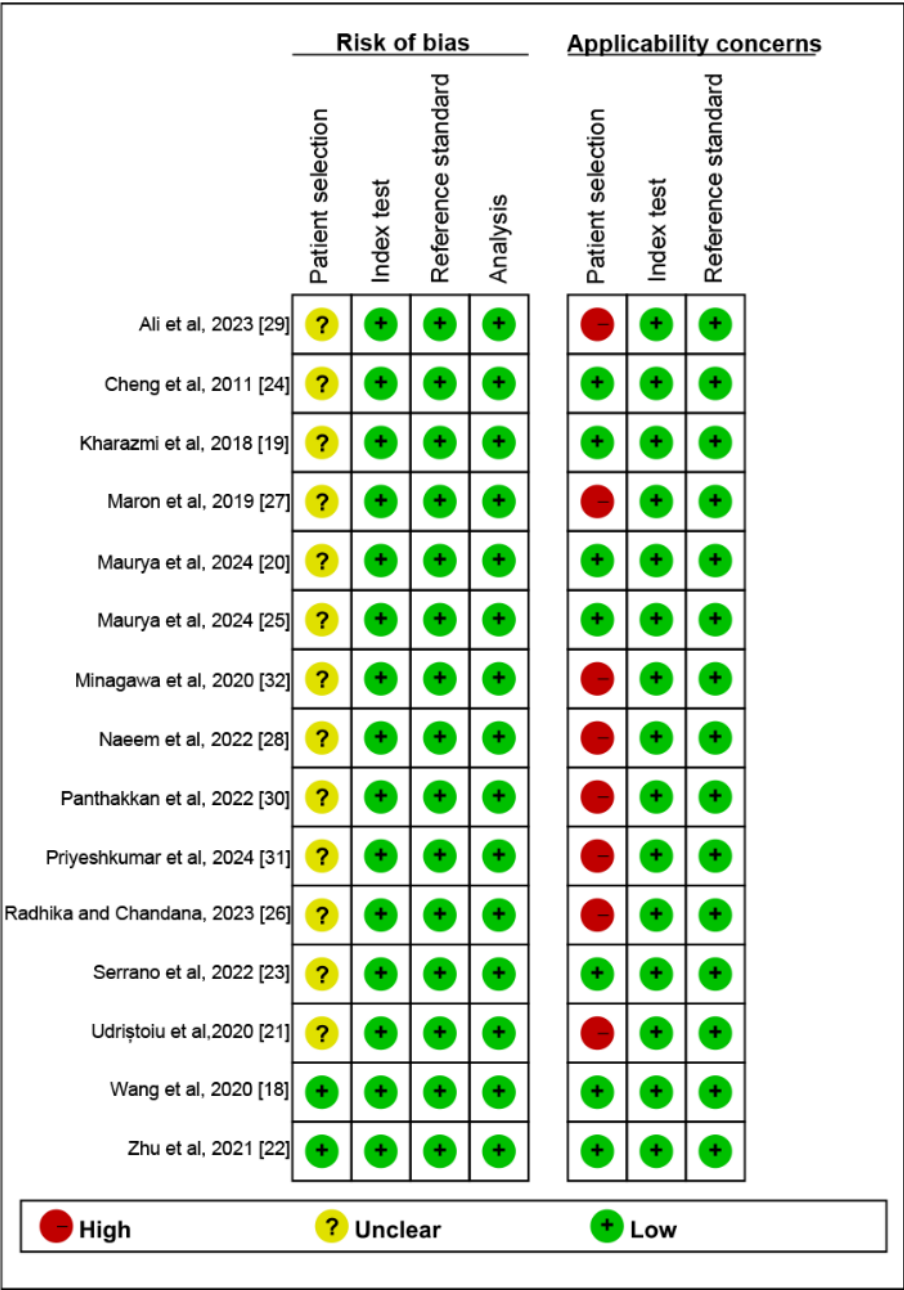 Risk of bias
Applicability concerns
Patient selection
Index test
Reference standard
Analysis
Patient selection
Index test
Reference standard
Ali et al, 2023 [29] ? + + + - + +
Cheng et al, 2011 [24] ? + + + + + +
Kharazmi et al, 2018 [19] ? + + + + + +
Maron et al, 2019 [27] ? + + + - + +
Maurya et al, 2024 [20] ? + + + + + +
Maurya et al, 2024 [25] ? + + + + + +
Minagawa et al, 2020 [32] ? + + + - + +
Naeem et al, 2022 [28] ? + + + - + +
Panthakkan et al, 2022 [30] ? + + + - + +
Priyeshkumar et al, 2024 [31] ? + + + - + +
Radhika and Chandana, 2023 [26] ? + + + - + +
Serrano et al, 2022 [23] ? + + + + + +
Udriștoiu et al,2020 [21] ? + + + - + +
Wang et al, 2020 [18] + + + + + + +
Zhu et al, 2021 [22] + + + + + + +
- High ? Unclear + Low